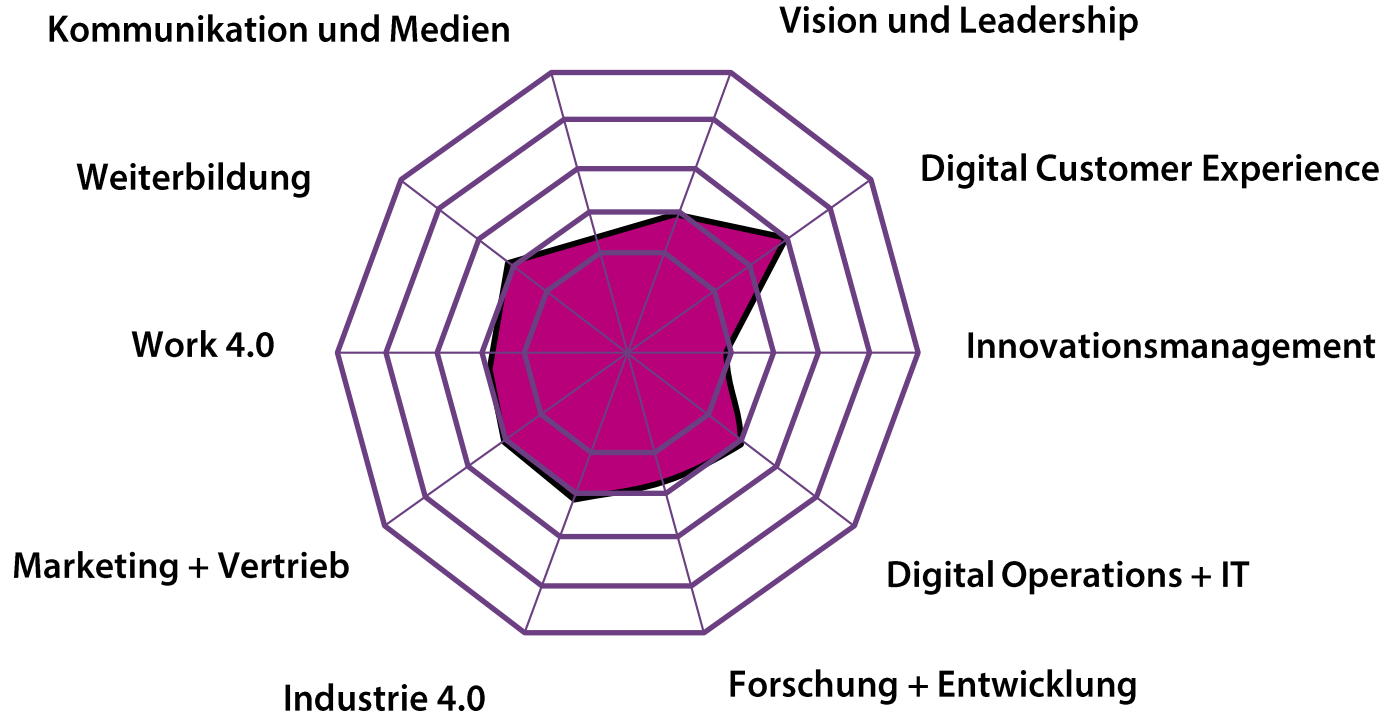 Kommunikation und Medien
Vision und Leadership
Weiterbildung
Digital Customer Experience
Work 4.0
Innovationsmanagement
Marketing + Vertrieb
Digital Operations + IT
Industrie 4.0
Forschung + Entwicklung